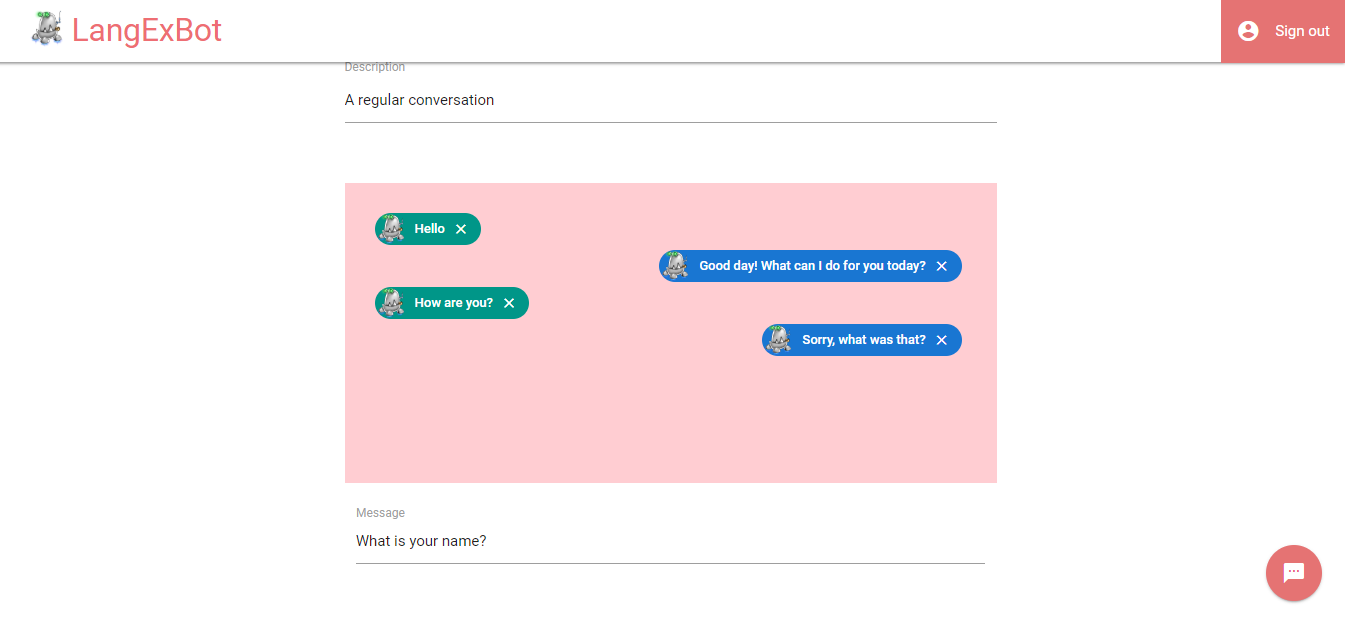 LangExBot
Sign out
Description
A regular conversation
Hello
Good day! What can I do for you today?
How are you?
Sorry, what was that?
Message
What is your name?